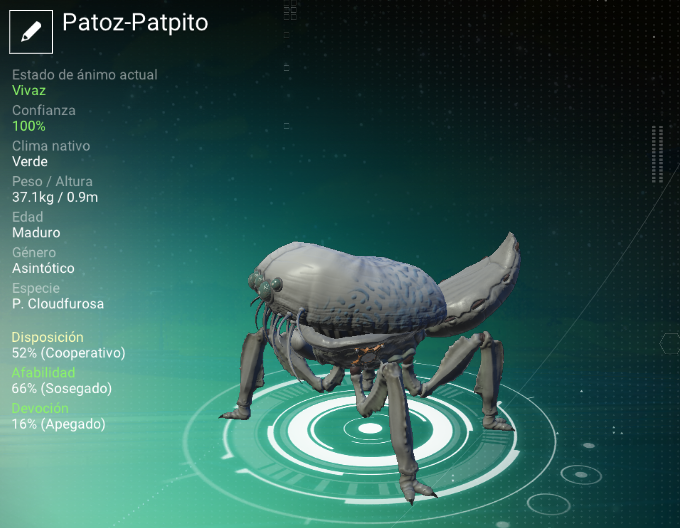 Patoz-Patpito
Estado de ánimo actual
Vivaz
Confianza
100%
Clima nativo
Verde
Peso / Altura
37.1kg / 0.9m
Edad
Maduro
Género
Asintótico
Especie
P. Cloudfurosa
Disposición
52% (Cooperativo)
Afabilidad
66% (Sosegado)
Devoción
16% (Apegado)